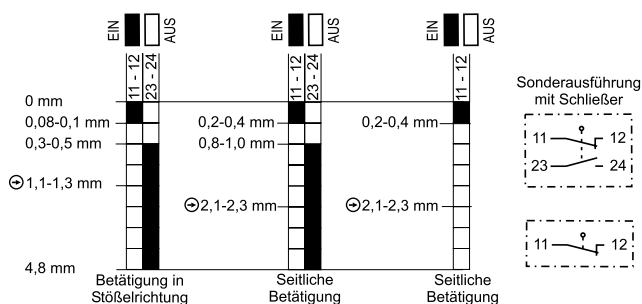 EIN AUS EIN AUS EIN AUS
11 - 12 23 - 24 11 - 12 23 - 24 11 - 12
0 mm
0,08-0,1 mm 0,2-0,4 mm 0,2-0,4 mm
0,3-0,5 mm 0,8-1,0 mm
1,1-1,3 mm
2,1-2,3 mm 2,1-2,3 mm
4,8 mm
Betätigung in
Stößelrichtung
Seitliche
Betätigung
Seitliche
Betätigung
Sonderausführung
mit Schließer
11 12
23 24
11 12